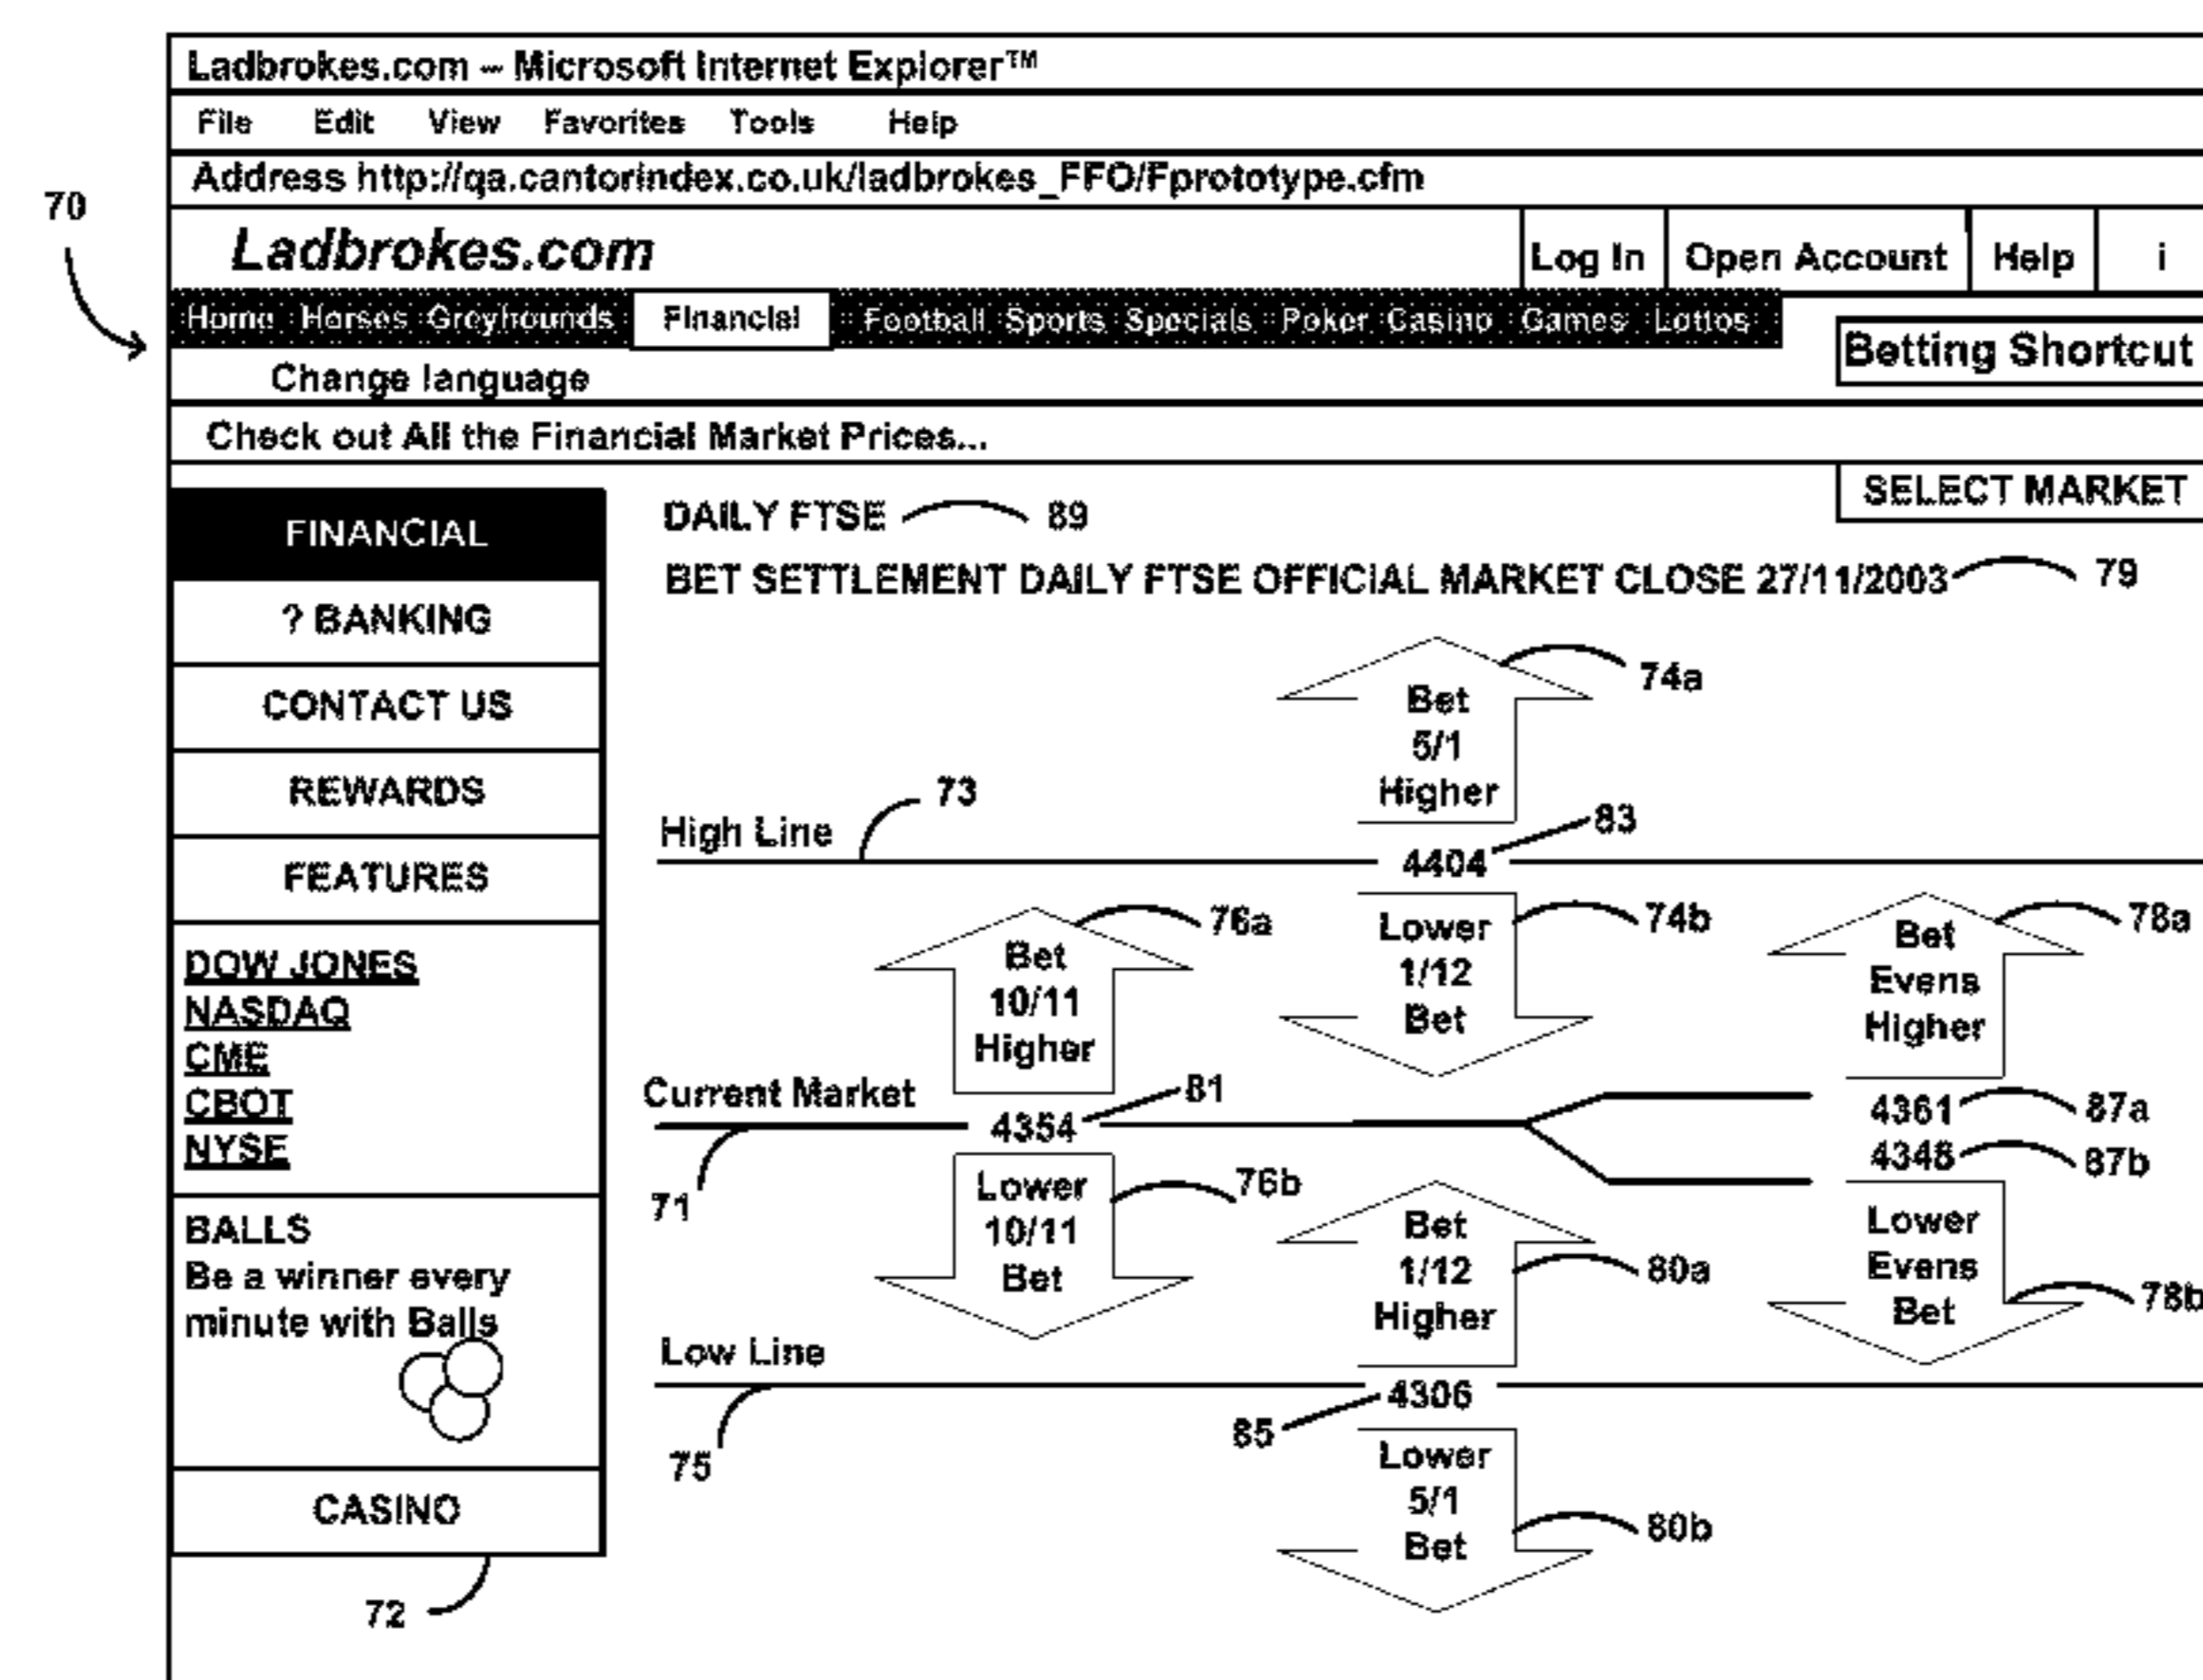 Ladbrokes.com -- Microsoft Internet Explorer™
File Edit View Favorites Tools Help
Address http://qa.cantorindex.co.uk/ladbrokes_FFO/Fprototype.cfm
70
Ladbrokes.com Log In Open Account Help i
Home Horses Greyhounds Financial Football Sports Specials Poker Casino Games Lottos
Betting Shortcut
Change language
Check out All the Financial Market Prices...
SELECT MARKET
FINANCIAL
? BANKING
CONTACT US
REWARDS
FEATURES
DOW JONES
NASDAQ
CME
CBOT
NYSE
BALLS
Be a winner every
minute with Balls
CASINO
72
DAILY FTSE 89
BET SETTLEMENT DAILY FTSE OFFICIAL MARKET CLOSE 27/11/2003 79
Bet
5/1
Higher
74a
High Line
73
4404
83
Lower
1/12
Bet
74b
Bet
10/11
Higher
76a
Bet
Evens
Higher
78a
Current Market
71
4354
81
4361
87a
4348
87b
Lower
10/11
Bet
76b
Bet
1/12
Higher
80a
Lower
Evens
Bet
78b
Low Line
75
4306
85
Lower
5/1
Bet
80b